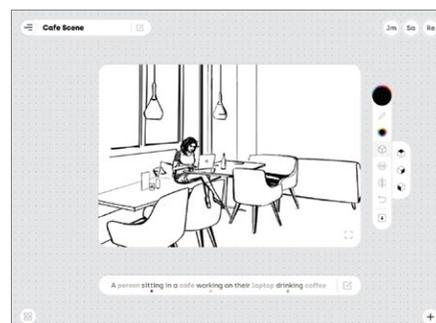 Cafe Scene
Jm Sa Re
A person sitting in a cafe working on their laptop drinking coffee